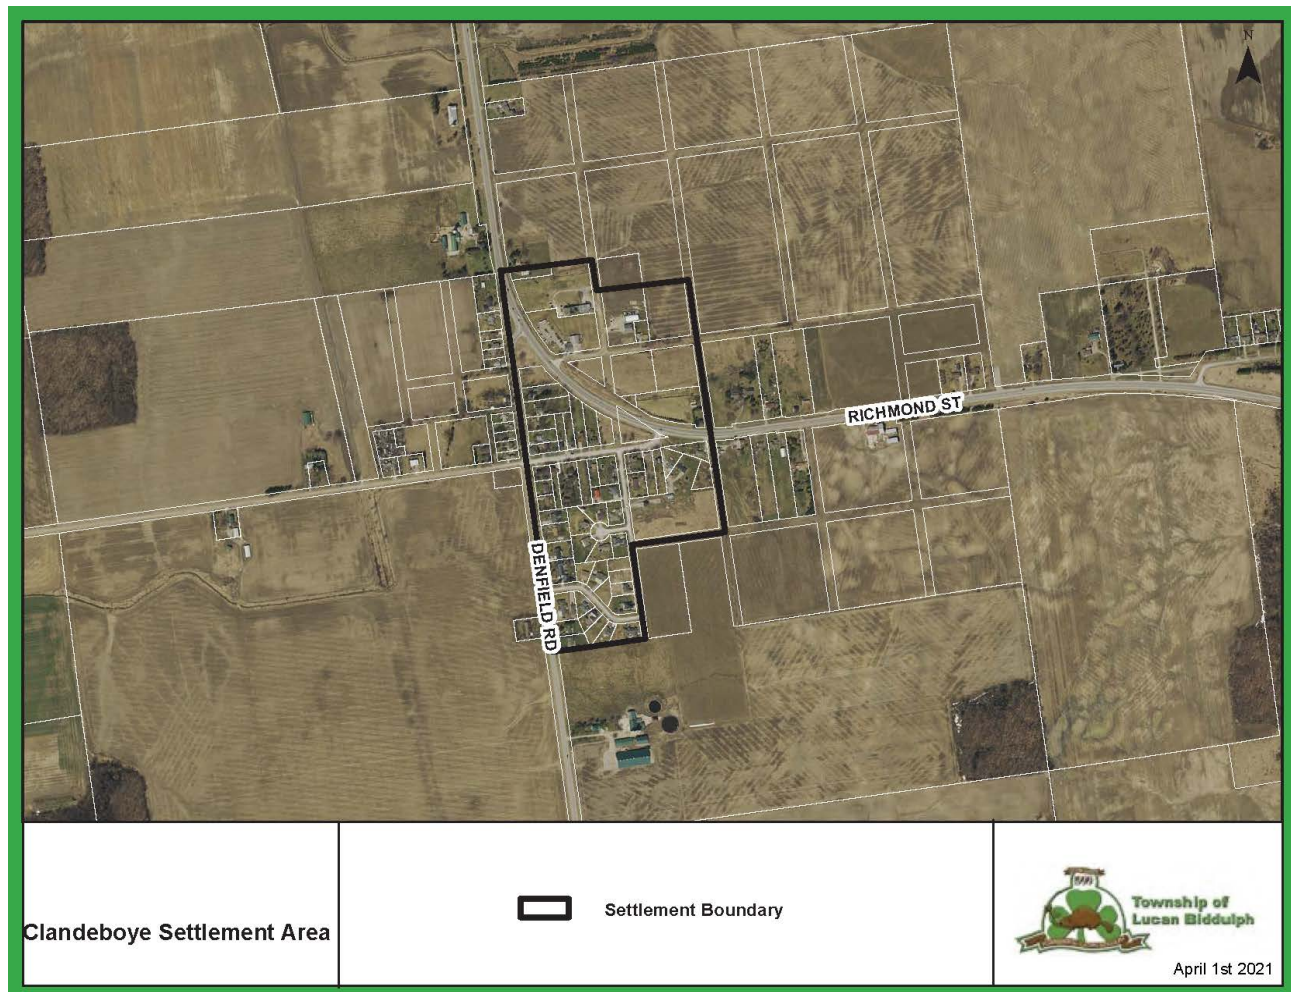 N
RICHMOND ST
DENFIELD RD
Clandeboye Settlement Area
Settlement Boundary
Township of
Lucan Biddulph
April 1st 2021